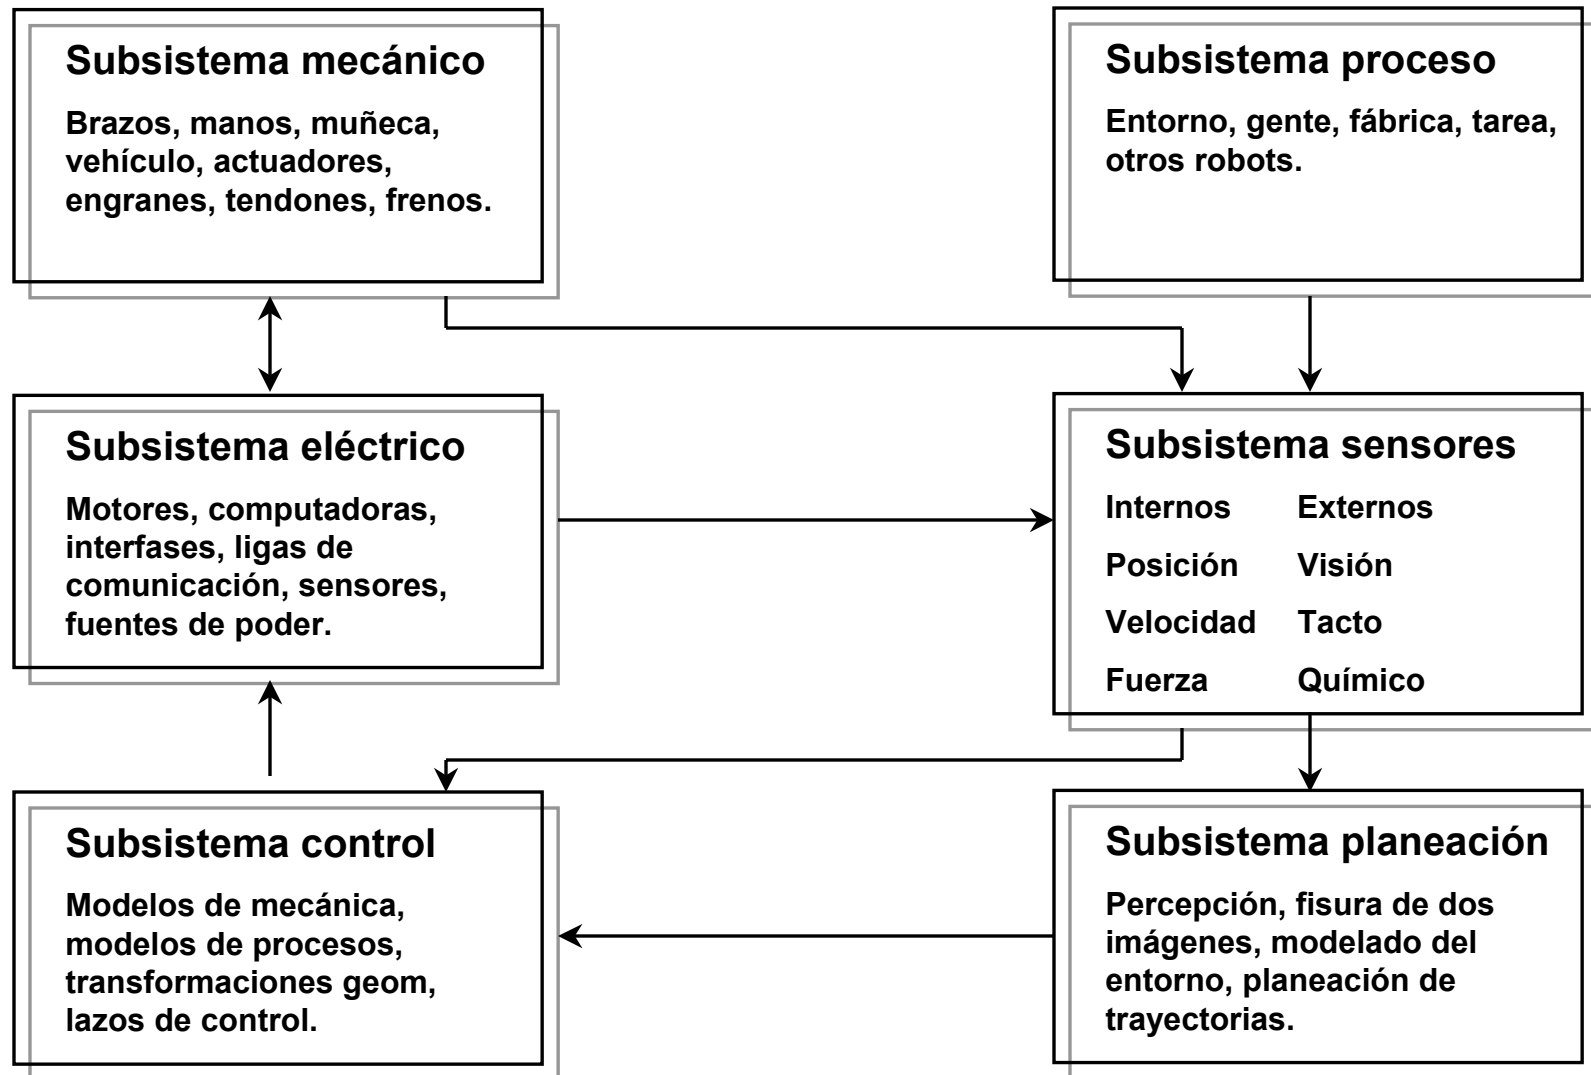 Subsistema mecánico
Brazos, manos, muñeca,
vehículo, actuadores,
engranes, tendones, frenos.
Subsistema proceso
Entorno, gente, fábrica, tarea,
otros robots.
Subsistema eléctrico
Motores, computadoras,
interfases, ligas de
comunicación, sensores,
fuentes de poder.
Subsistema sensores
Internos Externos
Posición Visión
Velocidad Tacto
Fuerza Químico
Subsistema control
Modelos de mecánica,
modelos de procesos,
transformaciones geom,
lazos de control.
Subsistema planeación
Percepción, fisura de dos
imágenes, modelado del
entorno, planeación de
trayectorias.